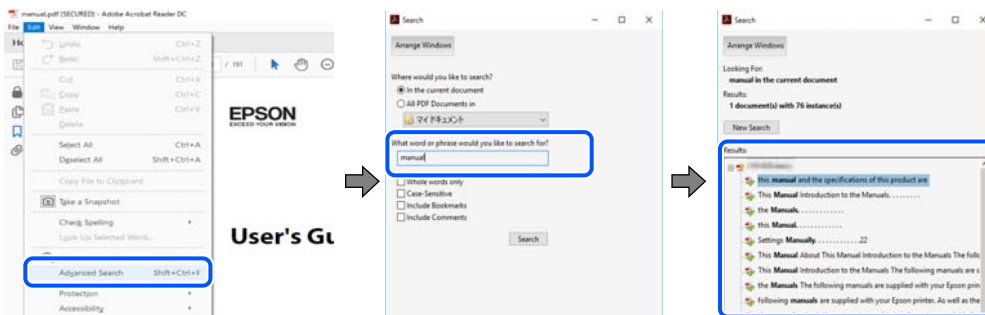 manual.pdf (SECURED) - Adobe Acrobat Reader DC
File Edit View Window Help
Undo Ctrl+Z
Redo Shift+Ctrl+Z
Cut Ctrl+X
Copy Ctrl+C
Paste Ctrl+V
Delete
Select All Ctrl+A
Deselect All Shift+Ctrl+A
Copy File to Clipboard
Take a Snapshot
Check Spelling
Look Up Selected Word...
Advanced Search Shift+Ctrl+F
Protection
Accessibility
/ 181
EPSON
EXCEED YOUR VISION
User's Gu
Search
Arrange Windows
Where would you like to search?
In the current document
All PDF Documents in
マイドキュメント
What word or phrase would you like to search for?
manual
Whole words only
Case-Sensitive
Include Bookmarks
Include Comments
Search
Search
Arrange Windows
Looking For:
manual in the current document
Results:
1 document(s) with 76 instance(s)
New Search
Results:
this manual and the specifications of this product are
This Manual Introduction to the Manuals. . . . . . . . .
the Manuals. . . . . . . . . . . . .
this Manual. . . . . . . . . . . . .
Settings Manually. . . . . . . . . . . . .22
This Manual About This Manual Introduction to the Manuals The follo
This Manual Introduction to the Manuals The following manuals are s
the Manuals The following manuals are supplied with your Epson prin
following manuals are supplied with your Epson printer. As well as the